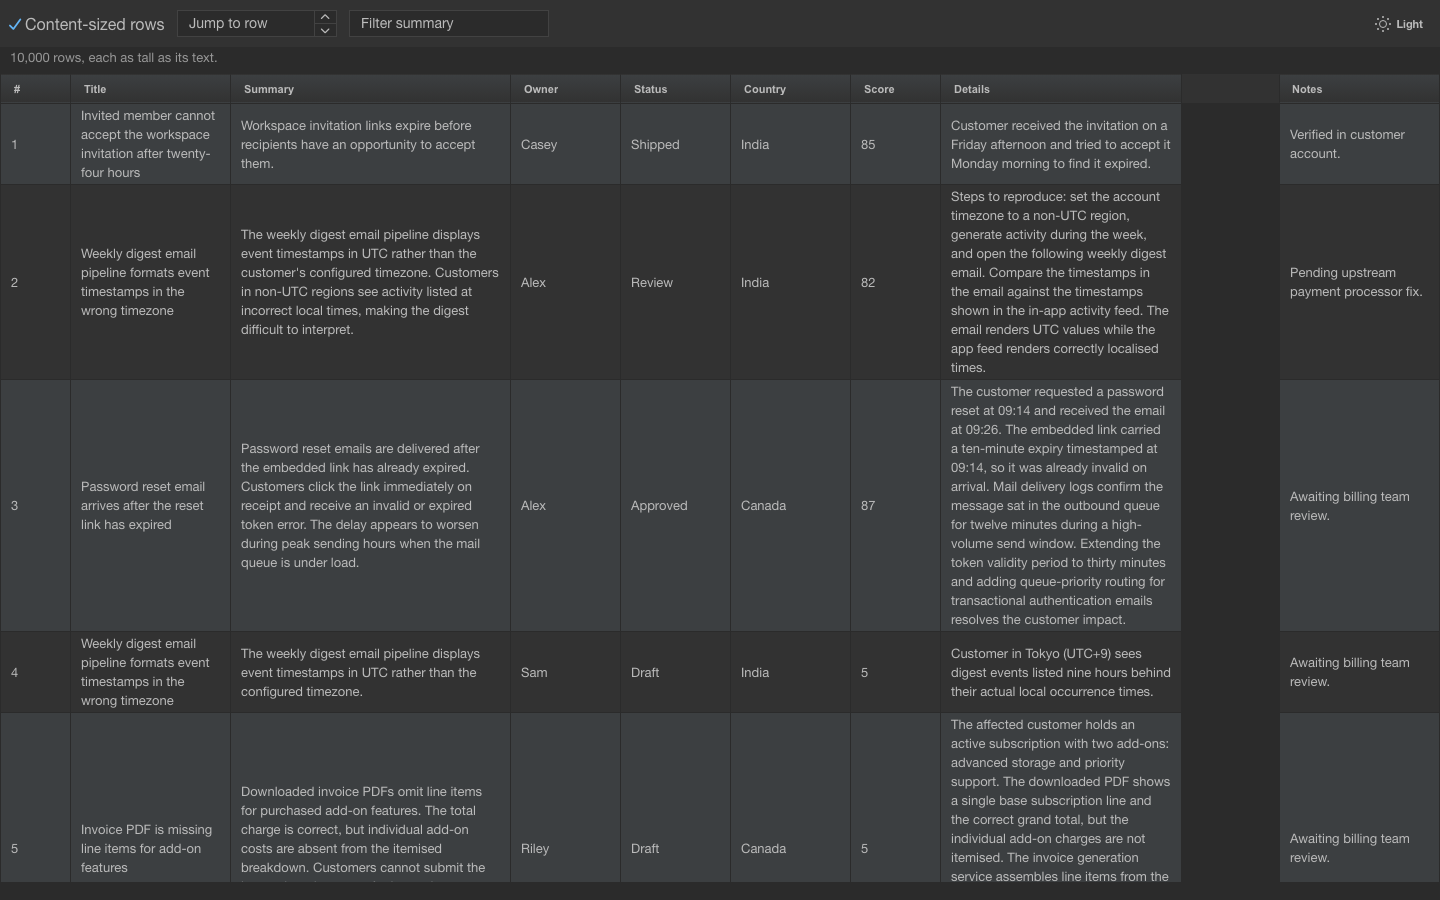 Content-sized rows
Jump to row
Filter summary
Light
10,000 rows, each as tall as its text.
#
Title
Summary
Owner
Status
Country
Score
Details
Notes
1
Invited member cannot
accept the workspace
invitation after twenty-
four hours
Workspace invitation links expire before
recipients have an opportunity to accept
them.
Casey
Shipped
India
85
Customer received the invitation on a
Friday afternoon and tried to accept it
Monday morning to find it expired.
Verified in customer
account.
2
Weekly digest email
pipeline formats event
timestamps in the
wrong timezone
The weekly digest email pipeline displays
event timestamps in UTC rather than the
customer's configured timezone. Customers
in non-UTC regions see activity listed at
incorrect local times, making the digest
difficult to interpret.
Alex
Review
India
82
Steps to reproduce: set the account
timezone to a non-UTC region,
generate activity during the week,
and open the following weekly digest
email. Compare the timestamps in
the email against the timestamps
shown in the in-app activity feed. The
email renders UTC values while the
app feed renders correctly localised
times.
Pending upstream
payment processor fix.
3
Password reset email
arrives after the reset
link has expired
Password reset emails are delivered after
the embedded link has already expired.
Customers click the link immediately on
receipt and receive an invalid or expired
token error. The delay appears to worsen
during peak sending hours when the mail
queue is under load.
Alex
Approved
Canada
87
The customer requested a password
reset at 09:14 and received the email
at 09:26. The embedded link carried
a ten-minute expiry timestamped at
09:14, so it was already invalid on
arrival. Mail delivery logs confirm the
message sat in the outbound queue
for twelve minutes during a high-
volume send window. Extending the
token validity period to thirty minutes
and adding queue-priority routing for
transactional authentication emails
resolves the customer impact.
Awaiting billing team
review.
4
Weekly digest email
pipeline formats event
timestamps in the
wrong timezone
The weekly digest email pipeline displays
event timestamps in UTC rather than the
configured timezone.
Sam
Draft
India
5
Customer in Tokyo (UTC+9) sees
digest events listed nine hours behind
their actual local occurrence times.
Awaiting billing team
review.
5
Invoice PDF is missing
line items for add-on
features
Downloaded invoice PDFs omit line items
for purchased add-on features. The total
charge is correct, but individual add-on
costs are absent from the itemised
breakdown. Customers cannot submit the
Riley
Draft
Canada
5
The affected customer holds an
active subscription with two add-ons:
advanced storage and priority
support. The downloaded PDF shows
a single base subscription line and
the correct grand total, but the
individual add-on charges are not
itemised. The invoice generation
service assembles line items from the
Awaiting billing team
review.